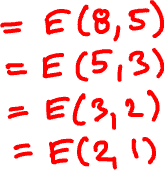 = E(8,5)
= E(5,3)
= E(3,2)
= E(2,1)